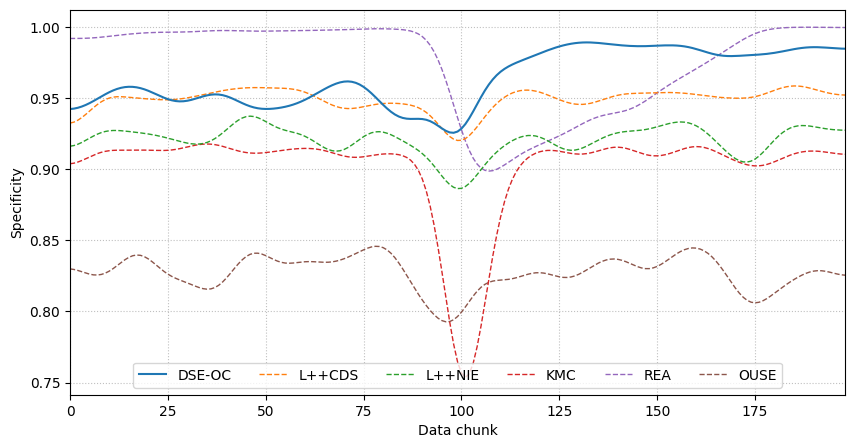 1.00
0.95
0.90
0.85
0.80
0.75
Specificity
DSE-OC L++CDS L++NIE KMC REA OUSE
0 25 50 75 100 125 150 175
Data chunk